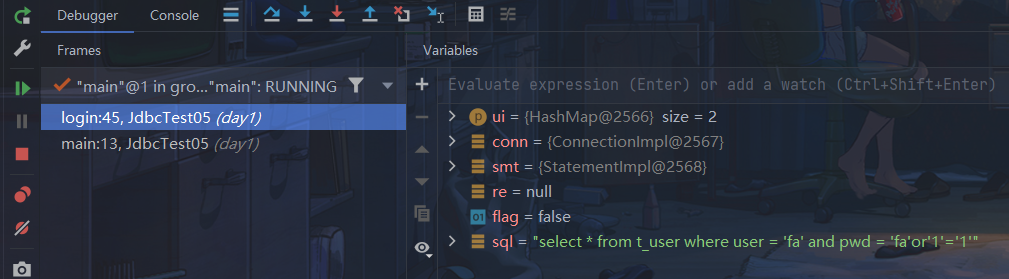 Debugger Console
Frames
Variables
"main"@1 in gro..."main": RUNNING
Evaluate expression (Enter) or add a watch (Ctrl+Shift+Enter)
login:45, JdbcTest05 (day1)
main:13, JdbcTest05 (day1)
p ui = {HashMap@2566} size = 2
conn = {ConnectionImpl@2567}
smt = {StatementImpl@2568}
re = null
01 flag = false
sql = "select * from t_user where user = 'fa' and pwd = 'fa'or'1'='1'"